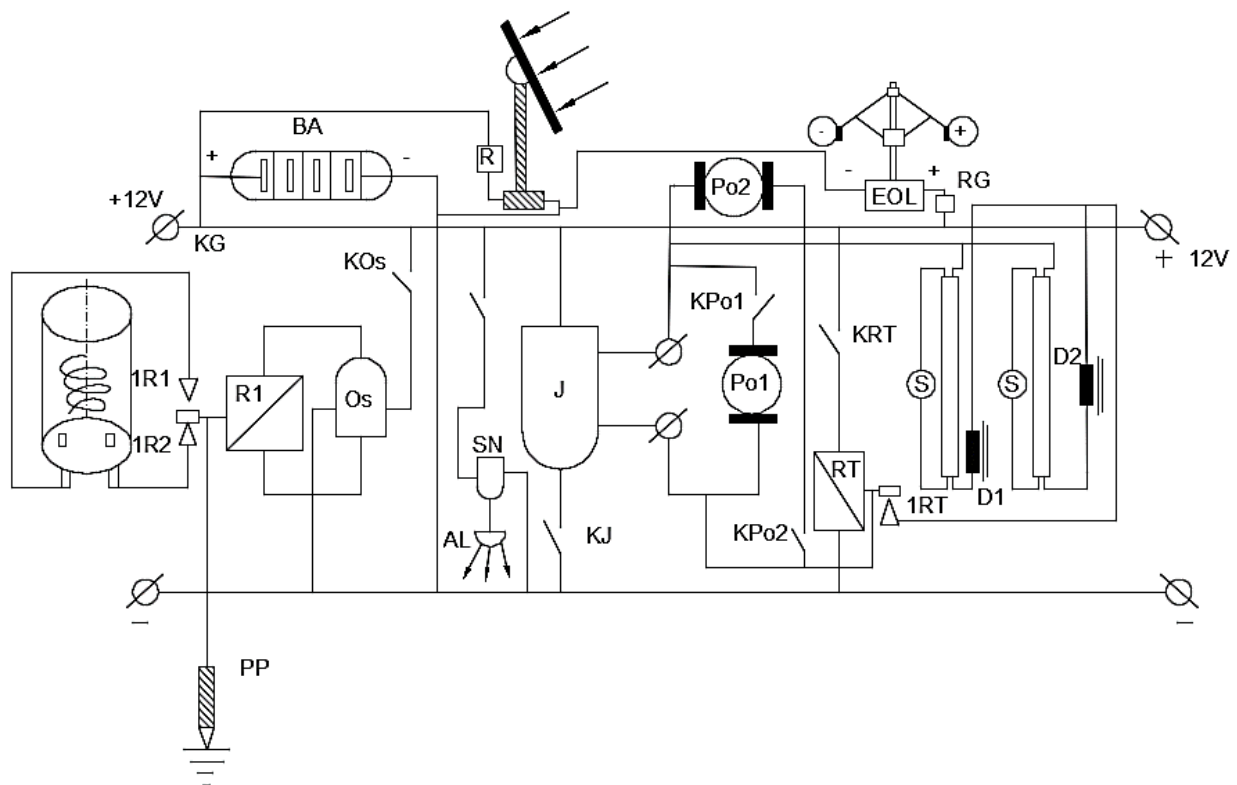 BA
+ -
R
- +
Po2
- +
EOL
RG
+12V
KG
+ 12V
KOs
KPo1
KRT
1R1
R1
Os
J
Po1
S
S
D2
1R2
SN
RT
1RT
D1
AL
KJ
KPo2
-
-
PP